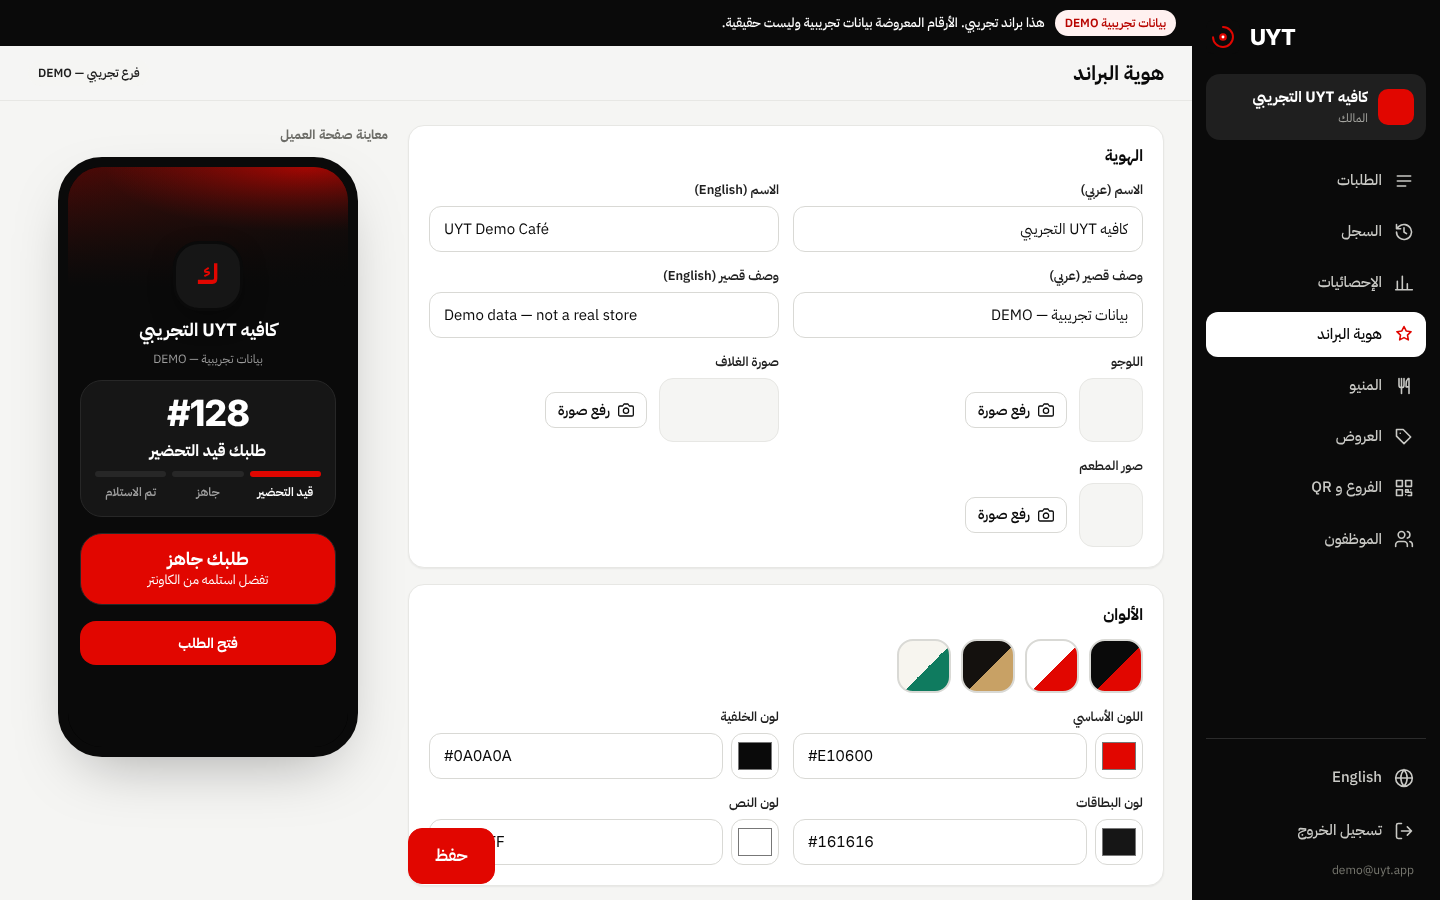 بيانات تجريبية DEMO
هذا براند تجريبي. الأرقام المعروضة بيانات تجريبية وليست حقيقية.
UYT
كافيه UYT التجريبي
المالك
الطلبات
السجل
الإحصائيات
هوية البراند
المنيو
العروض
الفروع و QR
الموظفون
English
تسجيل الخروج
demo@uyt.app
هوية البراند
فرع تجريبي — DEMO
الهوية
الاسم (عربي)
كافيه UYT التجريبي
الاسم (English)
UYT Demo Café
وصف قصير (عربي)
بيانات تجريبية — DEMO
وصف قصير (English)
Demo data — not a real store
اللوجو
رفع صورة
صورة الغلاف
رفع صورة
صور المطعم
رفع صورة
الألوان
اللون الأساسي
#E10600
لون الخلفية
#0A0A0A
لون البطاقات
#161616
لون النص
حفظ
معاينة صفحة العميل
ك
كافيه UYT التجريبي
بيانات تجريبية — DEMO
#128
طلبك قيد التحضير
قيد التحضير
جاهز
تم الاستلام
طلبك جاهز
تفضل استلمه من الكاونتر
فتح الطلب